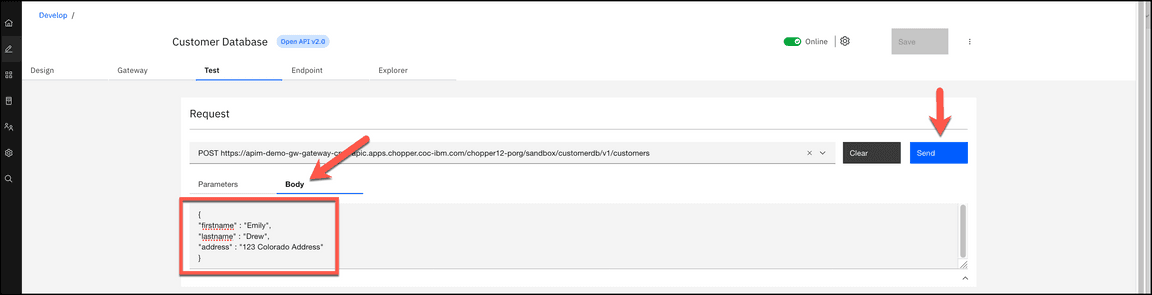 Develop /
Customer Database Open API v2.0 Online Save
Design Gateway Test Endpoint Explorer
Request
POST https://apim-demo-gw-gateway-c apic.apps.chopper.coc-ibm.com/chopper12-porg/sandbox/customerdb/v1/customers Clear Send
Parameters Body
{
"firstname" : "Emily",
"lastname" : "Drew",
"address" : "123 Colorado Address"
}